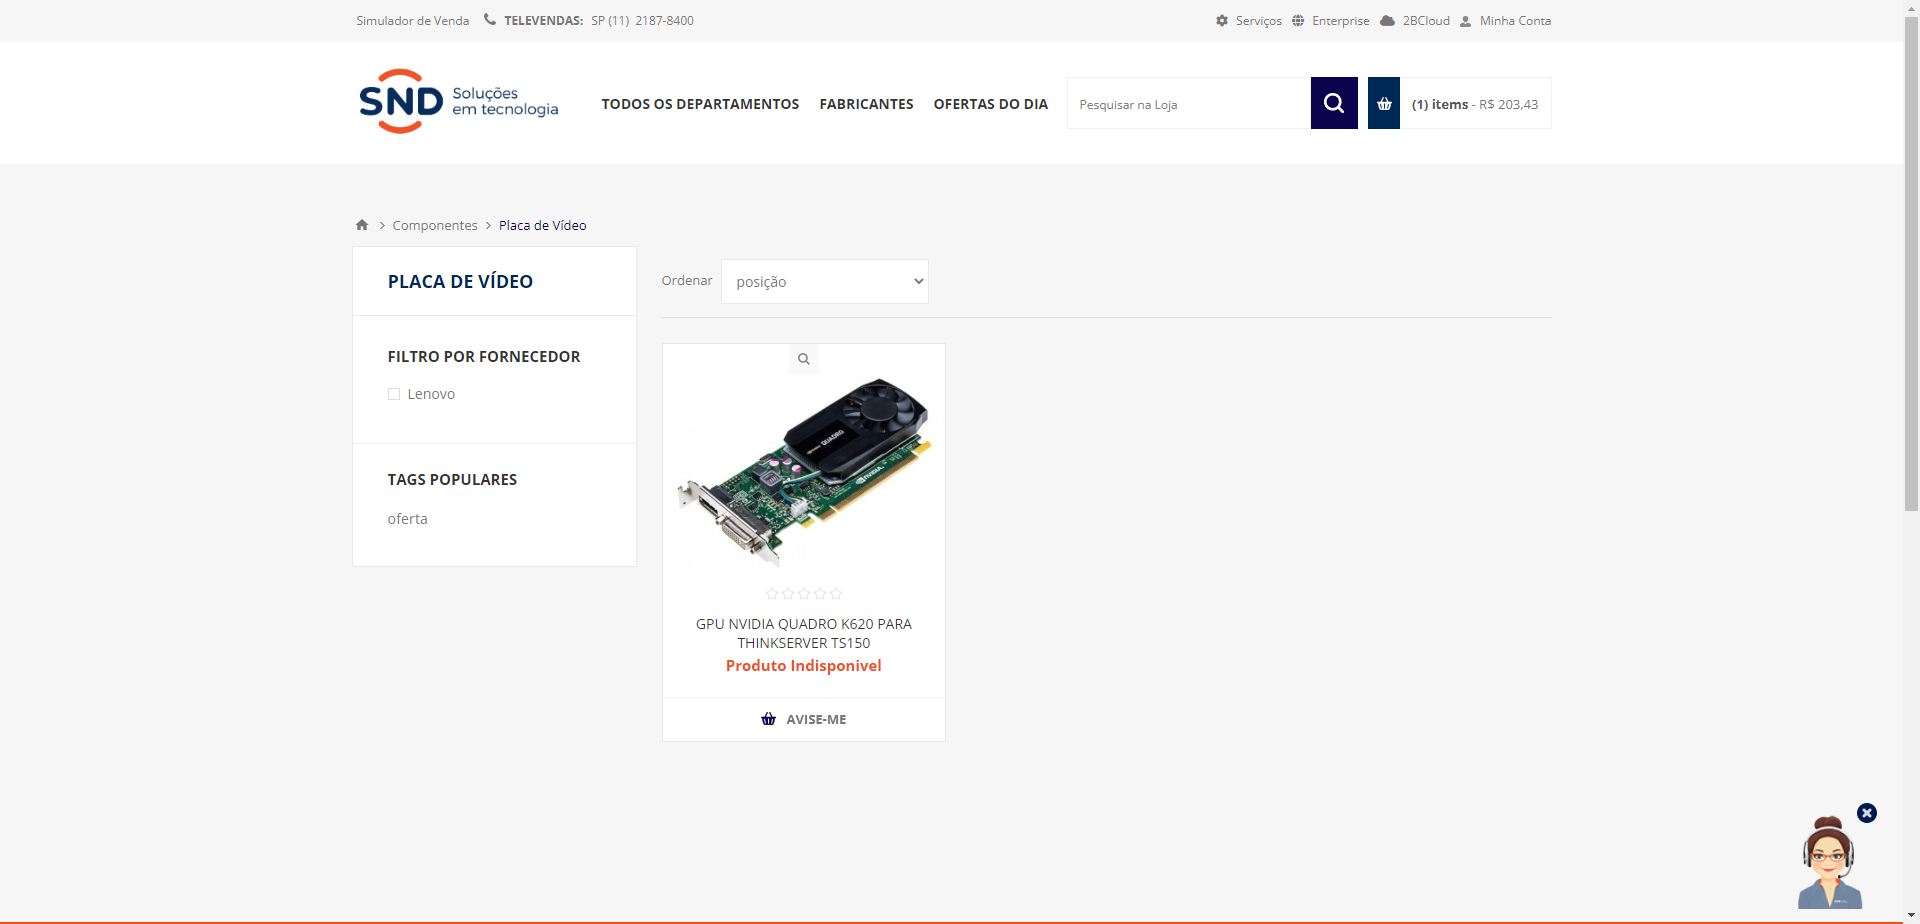 Simulador de Venda TELEVENDAS: SP (11) 2187-8400
Serviços Enterprise 2BCloud Minha Conta
SND Soluções
em tecnologia
TODOS OS DEPARTAMENTOS FABRICANTES OFERTAS DO DIA
Pesquisar na Loja
(1) items - R$ 203,43
Componentes Placa de Vídeo
PLACA DE VÍDEO
FILTRO POR FORNECEDOR
Lenovo
TAGS POPULARES
oferta
Ordenar posição
QUADRO
NVIDIA
GPU NVIDIA QUADRO K620 PARA
THINKSERVER TS150
Produto Indisponivel
AVISE-ME